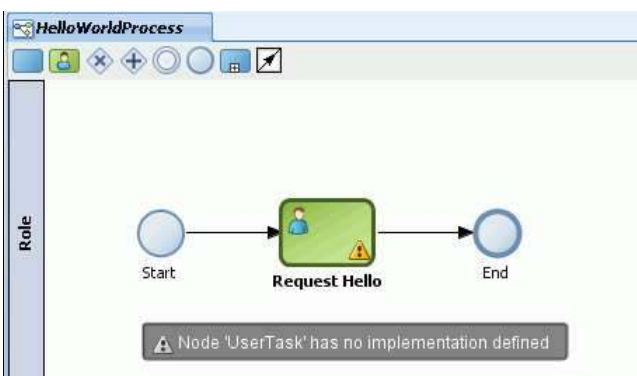 HelloWorldProcess
Role
Start
Request Hello
End
Node 'UserTask' has no implementation defined